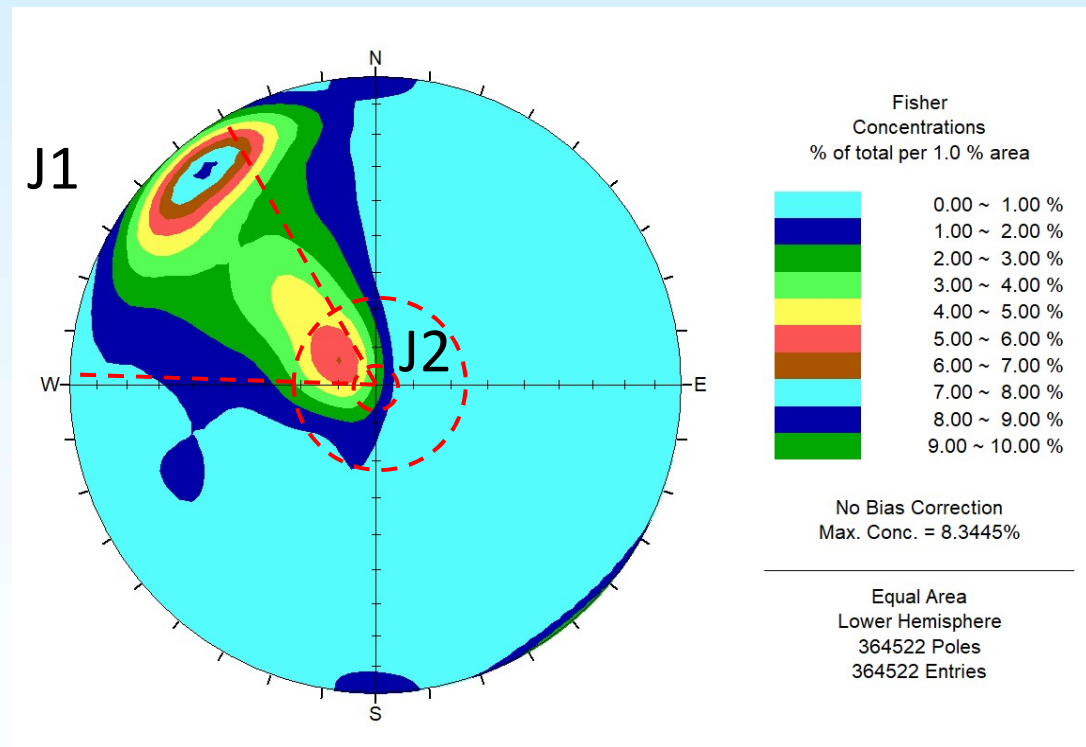 N
J1
J2
W
E
S
Fisher
Concentrations
% of total per 1.0 % area
0.00 ~ 1.00 %
1.00 ~ 2.00 %
2.00 ~ 3.00 %
3.00 ~ 4.00 %
4.00 ~ 5.00 %
5.00 ~ 6.00 %
6.00 ~ 7.00 %
7.00 ~ 8.00 %
8.00 ~ 9.00 %
9.00 ~ 10.00 %
No Bias Correction
Max. Conc. = 8.3445%
Equal Area
Lower Hemisphere
364522 Poles
364522 Entries